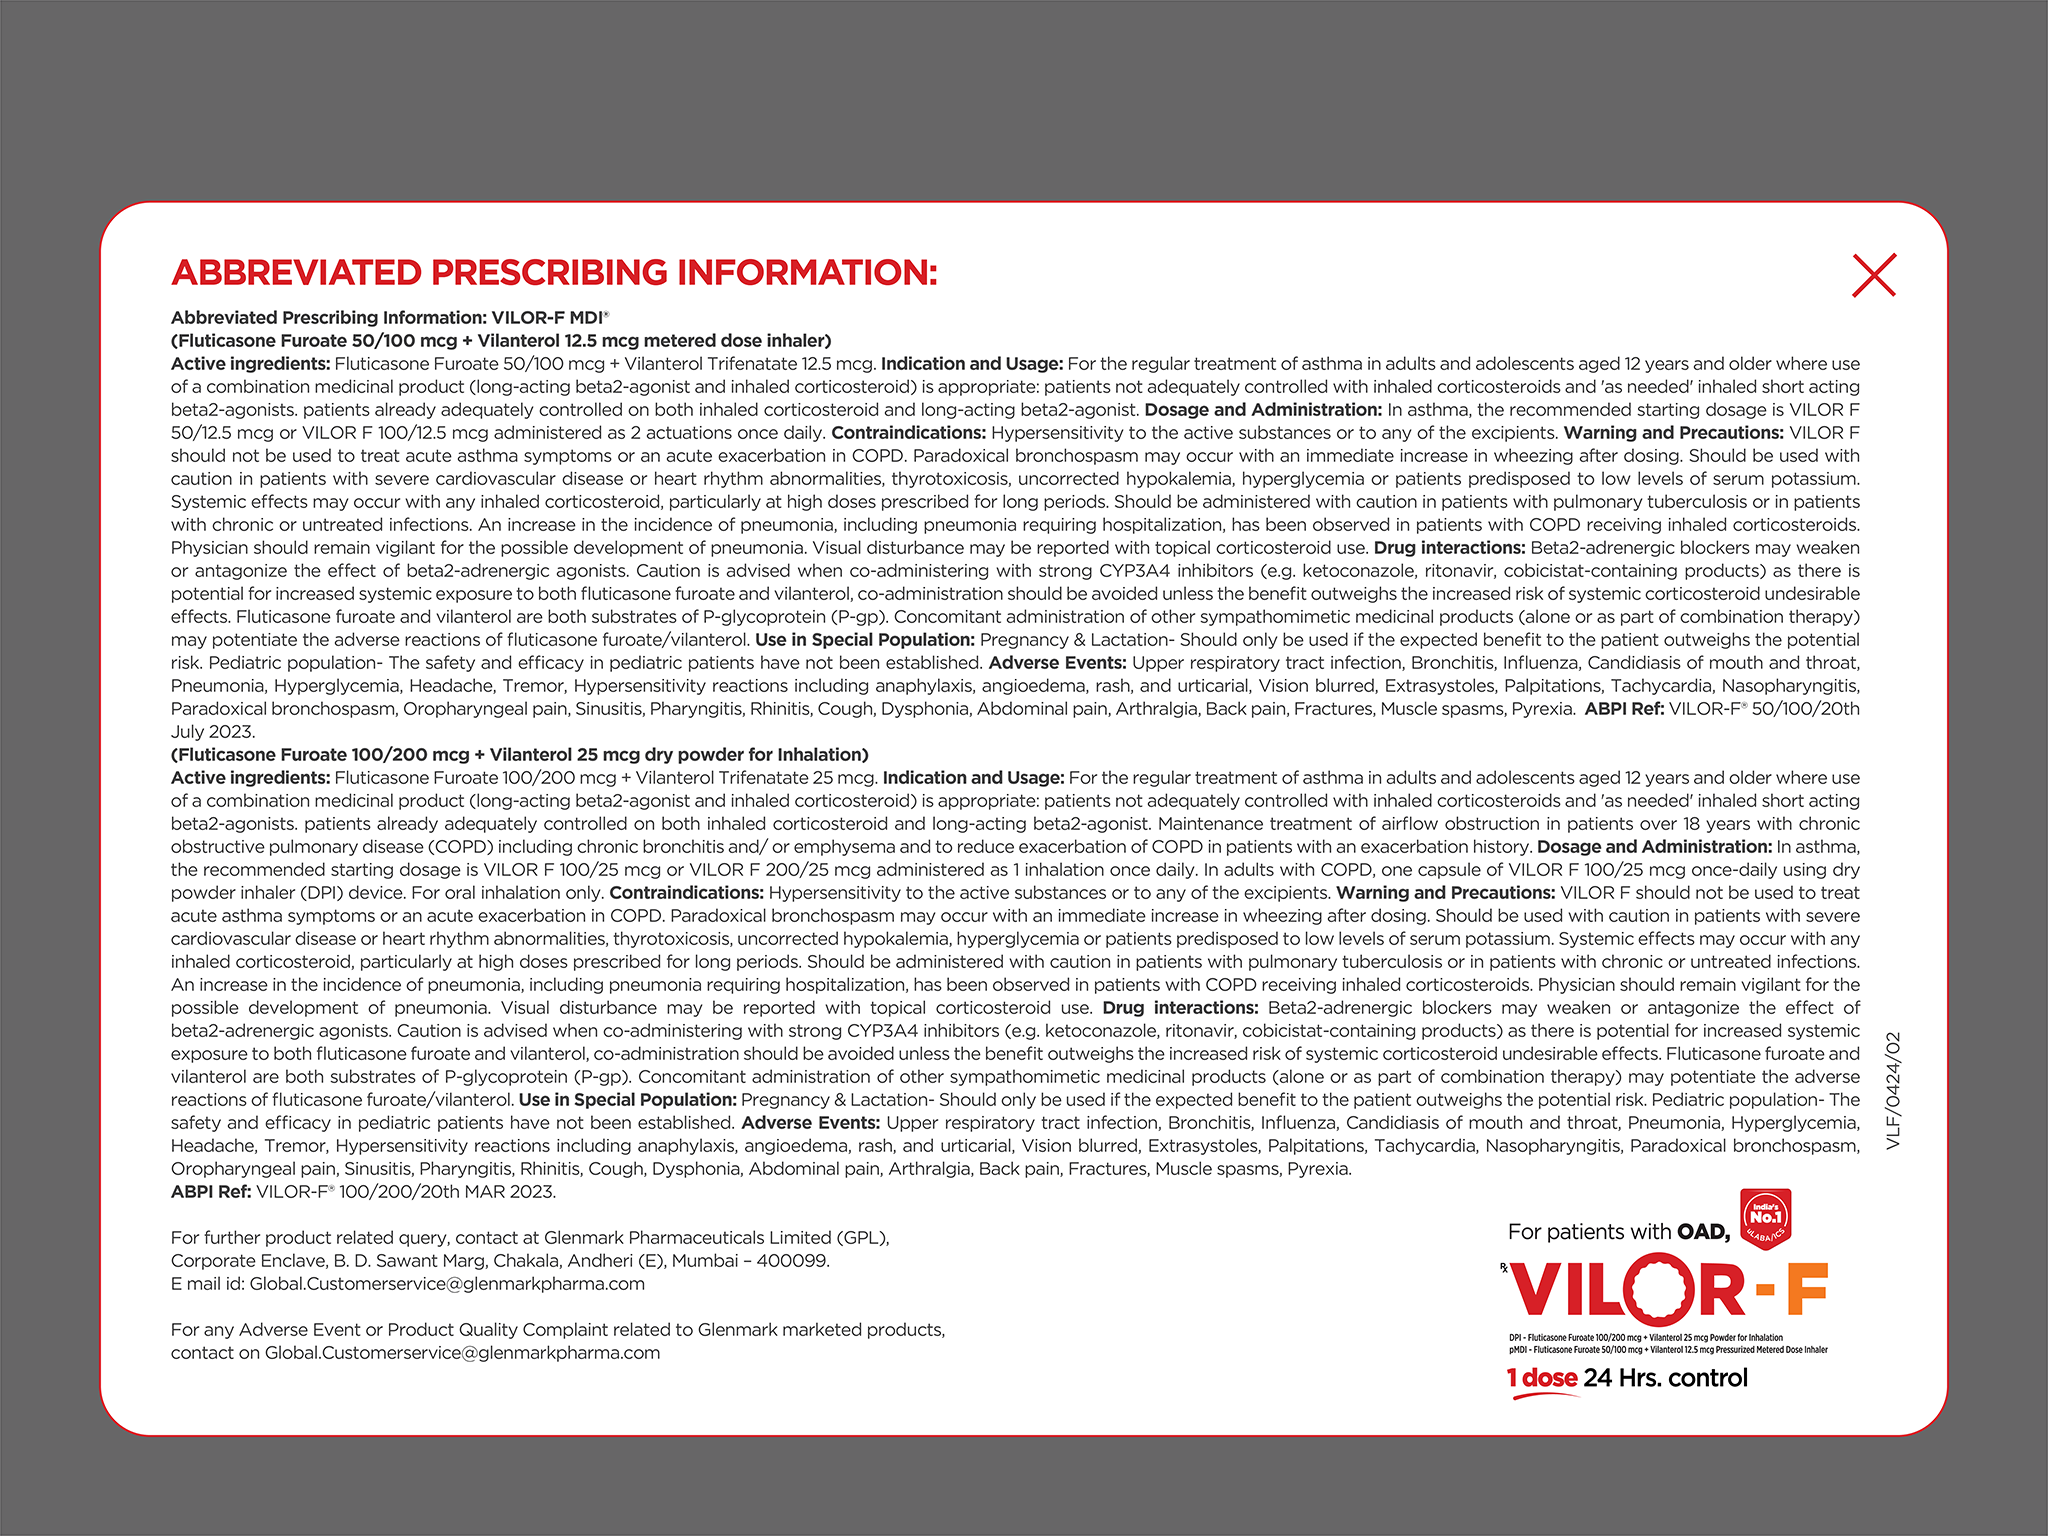 ABBREVIATED PRESCRIBING INFORMATION:
Abbreviated Prescribing Information: VILOR-F MDI®
(Fluticasone Furoate 50/100 mcg + Vilanterol 12.5 mcg metered dose inhaler)
Active ingredients: Fluticasone Furoate 50/100 mcg + Vilanterol Trifenatate 12.5 mcg. Indication and Usage: For the regular treatment of asthma in adults and adolescents aged 12 years and older where use
of a combination medicinal product (long-acting beta2-agonist and inhaled corticosteroid) is appropriate: patients not adequately controlled with inhaled corticosteroids and 'as needed' inhaled short acting
beta2-agonists. patients already adequately controlled on both inhaled corticosteroid and long-acting beta2-agonist. Dosage and Administration: In asthma, the recommended starting dosage is VILOR F
50/12.5 mcg or VILOR F 100/12.5 mcg administered as 2 actuations once daily. Contraindications: Hypersensitivity to the active substances or to any of the excipients. Warning and Precautions: VILOR F
should not be used to treat acute asthma symptoms or an acute exacerbation in COPD. Paradoxical bronchospasm may occur with an immediate increase in wheezing after dosing. Should be used with
caution in patients with severe cardiovascular disease or heart rhythm abnormalities, thyrotoxicosis, uncorrected hypokalemia, hyperglycemia or patients predisposed to low levels of serum potassium.
Systemic effects may occur with any inhaled corticosteroid, particularly at high doses prescribed for long periods. Should be administered with caution in patients with pulmonary tuberculosis or in patients
with chronic or untreated infections. An increase in the incidence of pneumonia, including pneumonia requiring hospitalization, has been observed in patients with COPD receiving inhaled corticosteroids.
Physician should remain vigilant for the possible development of pneumonia. Visual disturbance may be reported with topical corticosteroid use. Drug interactions: Beta2-adrenergic blockers may weaken
or antagonize the effect of beta2-adrenergic agonists. Caution is advised when co-administering with strong CYP3A4 inhibitors (e.g. ketoconazole, ritonavir, cobicistat-containing products) as there is
potential for increased systemic exposure to both fluticasone furoate and vilanterol, co-administration should be avoided unless the benefit outweighs the increased risk of systemic corticosteroid undesirable
effects. Fluticasone furoate and vilanterol are both substrates of P-glycoprotein (P-gp). Concomitant administration of other sympathomimetic medicinal products (alone or as part of combination therapy)
may potentiate the adverse reactions of fluticasone furoate/vilanterol. Use in Special Population: Pregnancy & Lactation- Should only be used if the expected benefit to the patient outweighs the potential
risk. Pediatric population- The safety and efficacy in pediatric patients have not been established. Adverse Events: Upper respiratory tract infection, Bronchitis, Influenza, Candidiasis of mouth and throat,
Pneumonia, Hyperglycemia, Headache, Tremor, Hypersensitivity reactions including anaphylaxis, angioedema, rash, and urticarial, Vision blurred, Extrasystoles, Palpitations, Tachycardia, Nasopharyngitis,
Paradoxical bronchospasm, Oropharyngeal pain, Sinusitis, Pharyngitis, Rhinitis, Cough, Dysphonia, Abdominal pain, Arthralgia, Back pain, Fractures, Muscle spasms, Pyrexia. ABPI Ref: VILOR-F® 50/100/20th
July 2023.
(Fluticasone Furoate 100/200 mcg + Vilanterol 25 mcg dry powder for Inhalation)
Active ingredients: Fluticasone Furoate 100/200 mcg + Vilanterol Trifenatate 25 mcg. Indication and Usage: For the regular treatment of asthma in adults and adolescents aged 12 years and older where use
of a combination medicinal product (long-acting beta2-agonist and inhaled corticosteroid) is appropriate: patients not adequately controlled with inhaled corticosteroids and 'as needed' inhaled short acting
beta2-agonists. patients already adequately controlled on both inhaled corticosteroid and long-acting beta2-agonist. Maintenance treatment of airflow obstruction in patients over 18 years with chronic
obstructive pulmonary disease (COPD) including chronic bronchitis and/ or emphysema and to reduce exacerbation of COPD in patients with an exacerbation history. Dosage and Administration: In asthma,
the recommended starting dosage is VILOR F 100/25 mcg or VILOR F 200/25 mcg administered as 1 inhalation once daily. In adults with COPD, one capsule of VILOR F 100/25 mcg once-daily using dry
powder inhaler (DPI) device. For oral inhalation only. Contraindications: Hypersensitivity to the active substances or to any of the excipients. Warning and Precautions: VILOR F should not be used to treat
acute asthma symptoms or an acute exacerbation in COPD. Paradoxical bronchospasm may occur with an immediate increase in wheezing after dosing. Should be used with caution in patients with severe
cardiovascular disease or heart rhythm abnormalities, thyrotoxicosis, uncorrected hypokalemia, hyperglycemia or patients predisposed to low levels of serum potassium. Systemic effects may occur with any
inhaled corticosteroid, particularly at high doses prescribed for long periods. Should be administered with caution in patients with pulmonary tuberculosis or in patients with chronic or untreated infections.
An increase in the incidence of pneumonia, including pneumonia requiring hospitalization, has been observed in patients with COPD receiving inhaled corticosteroids. Physician should remain vigilant for the
possible development of pneumonia. Visual disturbance may be reported with topical corticosteroid use. Drug interactions: Beta2-adrenergic blockers may weaken or antagonize the effect of
beta2-adrenergic agonists. Caution is advised when co-administering with strong CYP3A4 inhibitors (e.g. ketoconazole, ritonavir, cobicistat-containing products) as there is potential for increased systemic
exposure to both fluticasone furoate and vilanterol, co-administration should be avoided unless the benefit outweighs the increased risk of systemic corticosteroid undesirable effects. Fluticasone furoate and
vilanterol are both substrates of P-glycoprotein (P-gp). Concomitant administration of other sympathomimetic medicinal products (alone or as part of combination therapy) may potentiate the adverse
reactions of fluticasone furoate/vilanterol. Use in Special Population: Pregnancy & Lactation- Should only be used if the expected benefit to the patient outweighs the potential risk. Pediatric population- The
safety and efficacy in pediatric patients have not been established. Adverse Events: Upper respiratory tract infection, Bronchitis, Influenza, Candidiasis of mouth and throat, Pneumonia, Hyperglycemia,
Headache, Tremor, Hypersensitivity reactions including anaphylaxis, angioedema, rash, and urticarial, Vision blurred, Extrasystoles, Palpitations, Tachycardia, Nasopharyngitis, Paradoxical bronchospasm,
Oropharyngeal pain, Sinusitis, Pharyngitis, Rhinitis, Cough, Dysphonia, Abdominal pain, Arthralgia, Back pain, Fractures, Muscle spasms, Pyrexia.
ABPI Ref: VILOR-F® 100/200/20th MAR 2023.
VLF/0424/02
For further product related query, contact at Glenmark Pharmaceuticals Limited (GPL),
Corporate Enclave, B. D. Sawant Marg, Chakala, Andheri (E), Mumbai – 400099.
E mail id: Global.Customerservice@glenmarkpharma.com
For any Adverse Event or Product Quality Complaint related to Glenmark marketed products,
contact on Global.Customerservice@glenmarkpharma.com
For patients with OAD,
India's
No.1
uLABA/ICS
℞ VILOR-F
DPI - Fluticasone Furoate 100/200 mcg + Vilanterol 25 mcg Powder for Inhalation
pMDI - Fluticasone Furoate 50/100 mcg + Vilanterol 12.5 mcg Pressurized Metered Dose Inhaler
1 dose 24 Hrs. control